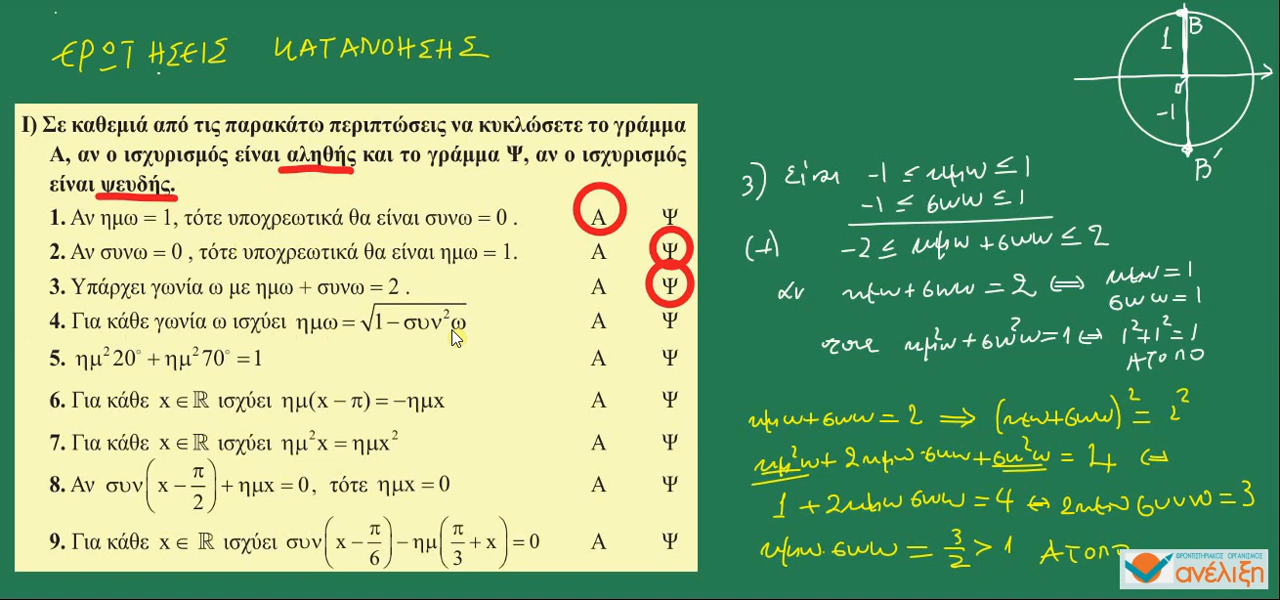 ΕΡΩΤΗΣΕΙΣ ΚΑΤΑΝΟΗΣΗΣ
Ι) Σε καθεμιά από τις παρακάτω περιπτώσεις να κυκλώσετε το γράμμα
Α, αν ο ισχυρισμός είναι αληθής και το γράμμα Ψ, αν ο ισχυρισμός
είναι ψευδής.
1. Αν ημω = 1, τότε υποχρεωτικά θα είναι συνω = 0 . Α Ψ
2. Αν συνω = 0 , τότε υποχρεωτικά θα είναι ημω = 1. Α Ψ
3. Υπάρχει γωνία ω με ημω + συνω = 2 . Α Ψ
4. Για κάθε γωνία ω ισχύει ημω = √(1 − συν²ω) Α Ψ
5. ημ²20° + ημ²70° = 1 Α Ψ
6. Για κάθε x ∈ ℝ ισχύει ημ(x − π) = −ημx Α Ψ
7. Για κάθε x ∈ ℝ ισχύει ημ²x = ημx² Α Ψ
8. Αν συν(x − π/2) + ημx = 0, τότε ημx = 0 Α Ψ
9. Για κάθε x ∈ ℝ ισχύει συν(x − π/6) − ημ(π/3 + x) = 0 Α Ψ
B
1
O
-1
B'
3) Είναι -1 ≤ ημω ≤ 1
-1 ≤ συνω ≤ 1
(+) -2 ≤ ημω + συνω ≤ 2
Αν ημω + συνω = 2 ⇔ ημω = 1
συνω = 1
τοτε ημ²ω + συν²ω = 1 ⇔ 1² + 1² = 1
ΑΤΟΠΟ
ημω + συνω = 2 ⟹ (ημω + συνω)² = 2²
ημ²ω + 2ημω·συνω + συν²ω = 4 ⇔
1 + 2ημω συνω = 4 ⇔ 2ημω συνω = 3
ημω·συνω = 3/2 > 1 ΑΤΟΠΟ
ΦΡΟΝΤΙΣΤΗΡΙΑΚΟΣ ΟΡΓΑΝΙΣΜΟΣ
ανέλιξη